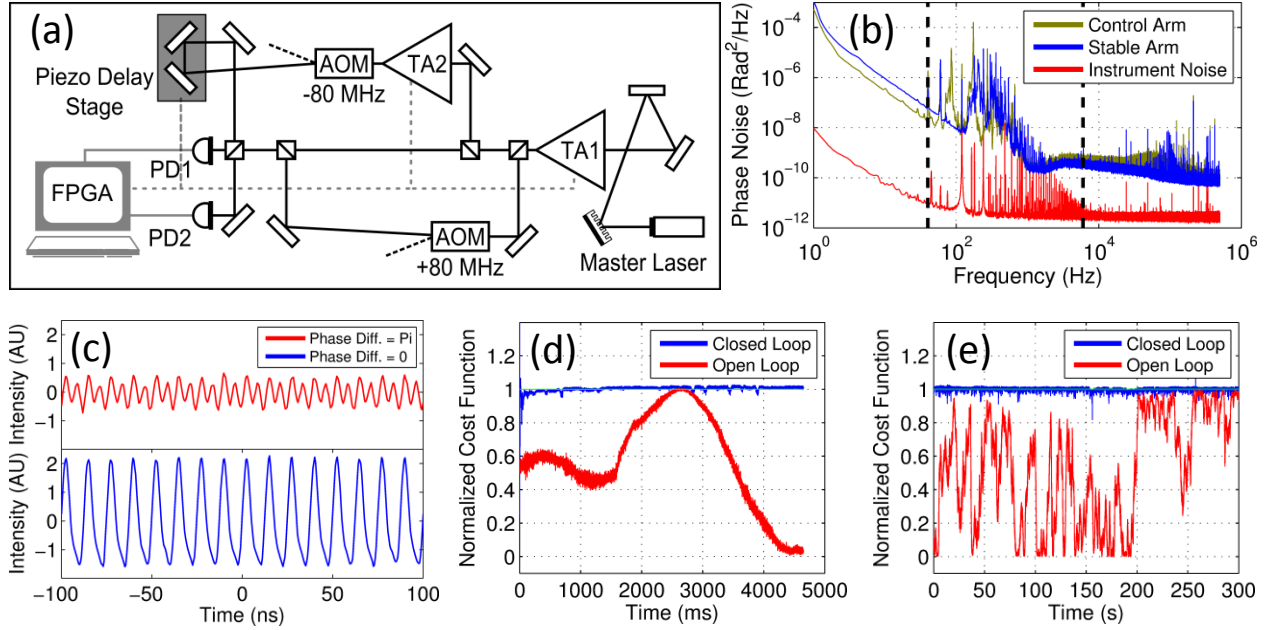 (a)
Piezo Delay
Stage
AOM
-80 MHz
TA2
TA1
PD1
FPGA
PD2
AOM
+80 MHz
Master Laser
(b)
Phase Noise (Rad²/Hz)
10⁻⁴
10⁻⁶
10⁻⁸
10⁻¹⁰
10⁻¹²
Control Arm
Stable Arm
Instrument Noise
10⁰ 10² 10⁴ 10⁶
Frequency (Hz)
(c)
Intensity (AU)
2
1
0
−1
Phase Diff. = Pi
Phase Diff. = 0
Intensity (AU)
2
1
0
−1
−100 −50 0 50 100
Time (ns)
(d)
Normalized Cost Function
1.2
1
0.8
0.6
0.4
0.2
0
Closed Loop
Open Loop
0 1000 2000 3000 4000 5000
Time (ms)
(e)
Normalized Cost Function
1.2
1
0.8
0.6
0.4
0.2
0
Closed Loop
Open Loop
0 50 100 150 200 250 300
Time (s)